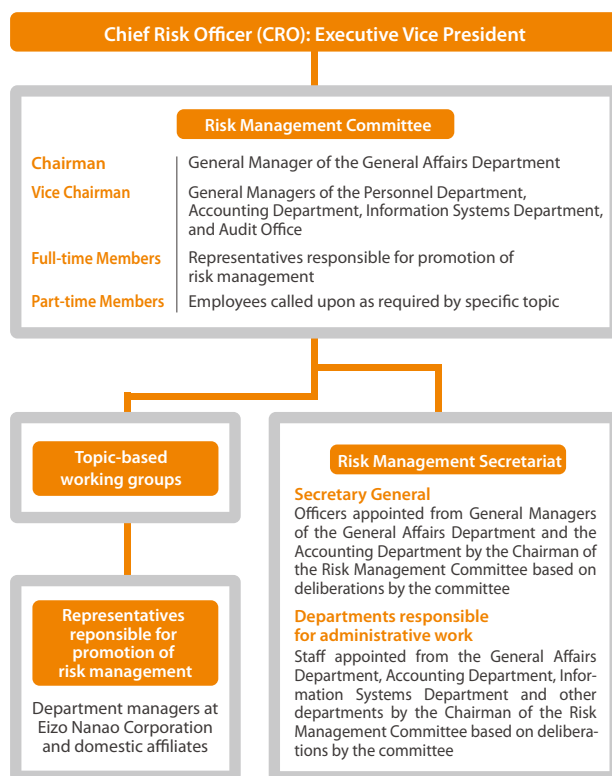 Chief Risk Officer (CRO): Executive Vice President
Risk Management Committee
Chairman
General Manager of the General Affairs Department
Vice Chairman
General Managers of the Personnel Department,
Accounting Department, Information Systems Department,
and Audit Office
Full-time Members
Representatives responsible for promotion of
risk management
Part-time Members
Employees called upon as required by specific topic
Topic-based
working groups
Representatives
reponsible for
promotion of
risk management
Department managers at
Eizo Nanao Corporation
and domestic affiliates
Risk Management Secretariat
Secretary General
Officers appointed from General Managers
of the General Affairs Department and the
Accounting Department by the Chairman of
the Risk Management Committee based on
deliberations by the committee
Departments responsible
for administrative work
Staff appointed from the General Affairs
Department, Accounting Department, Infor-
mation Systems Department and other
departments by the Chairman of the Risk
Management Committee based on delibera-
tions by the committee